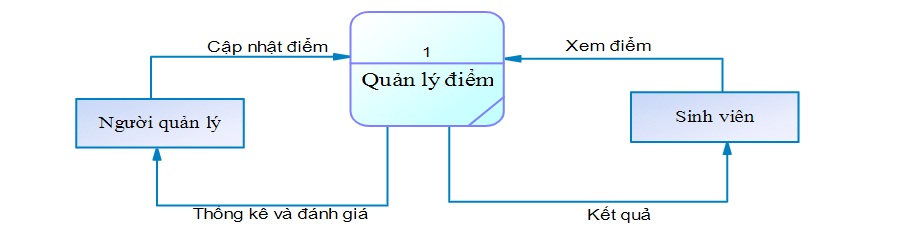 Cập nhật điểm
Xem điểm
1
Quản lý điểm
Người quản lý
Sinh viên
Thông kê và đánh giá
Kết quả